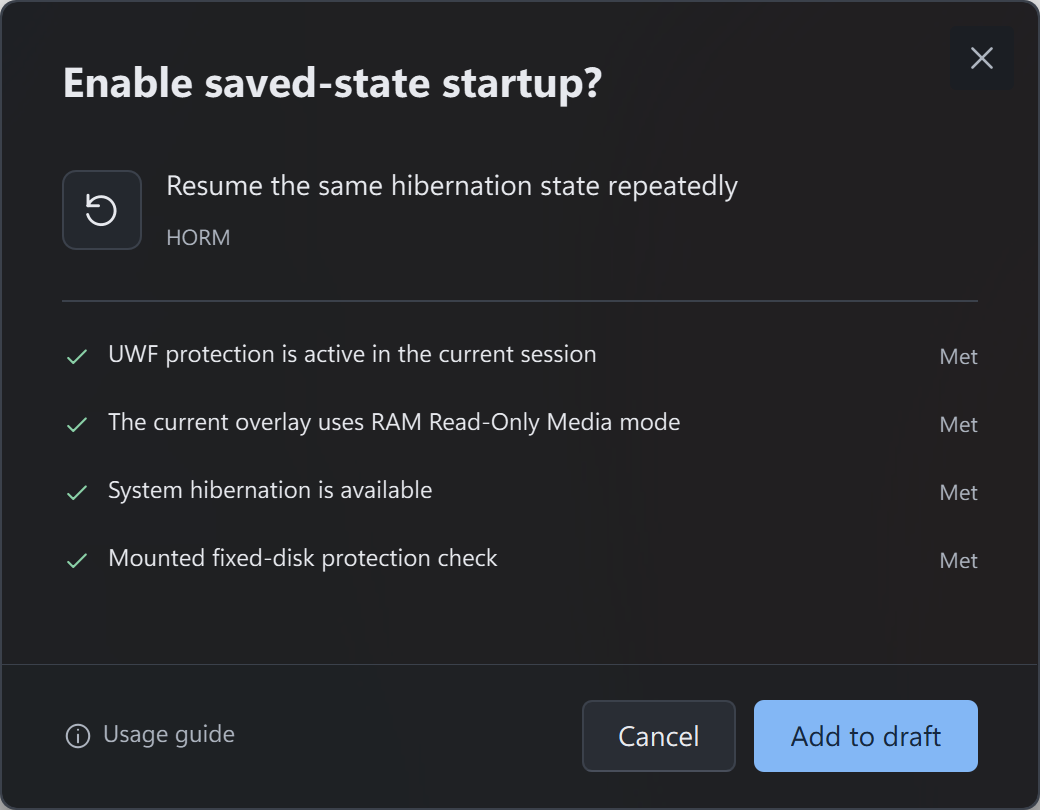 Enable saved-state startup?
Resume the same hibernation state repeatedly
HORM
UWF protection is active in the current session Met
The current overlay uses RAM Read-Only Media mode Met
System hibernation is available Met
Mounted fixed-disk protection check Met
Usage guide Cancel Add to draft